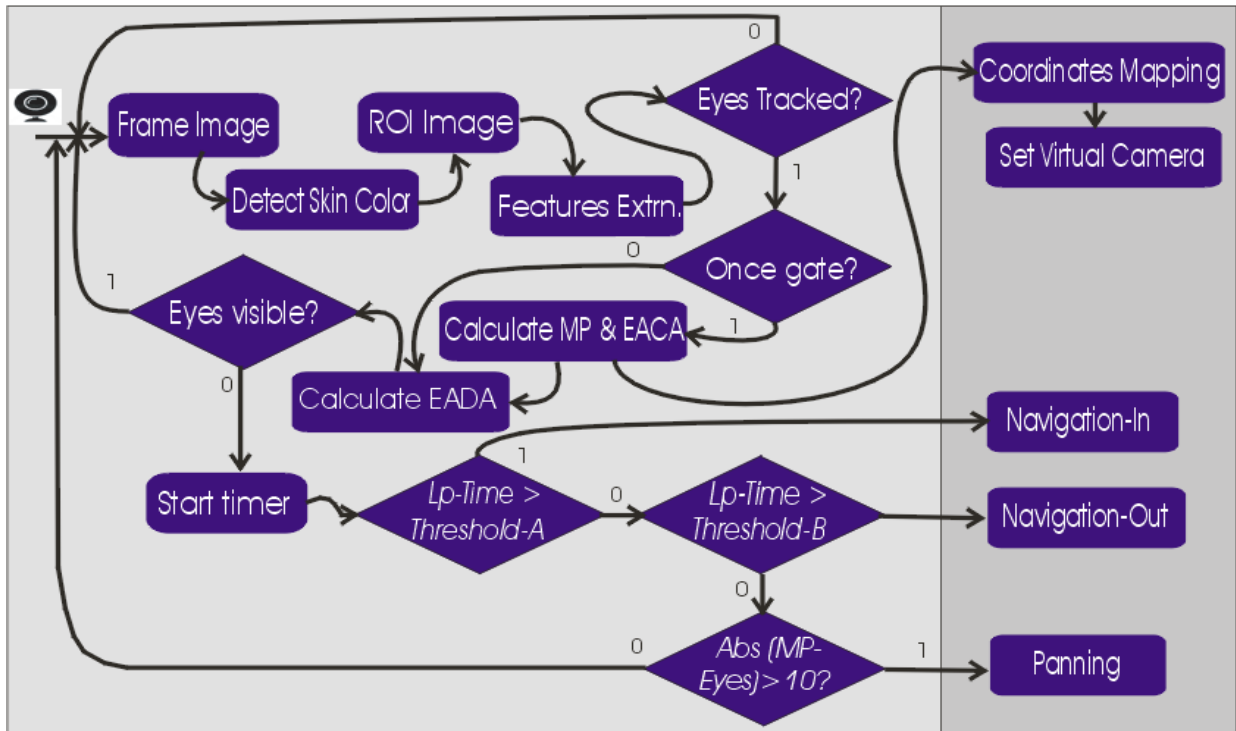 0
Eyes Tracked?
Coordinates Mapping
Frame Image
ROI Image
Set Virtual Camera
Detect Skin Color
Features Extrn.
1
0
Once gate?
1
Eyes visible?
Calculate MP & EACA
1
0
Calculate EADA
Navigation-In
1
Start timer
Lp-Time >
Threshold-A
0
Lp-Time >
Threshold-B
Navigation-Out
0
0
Abs (MP-
Eyes) > 10?
1
Panning